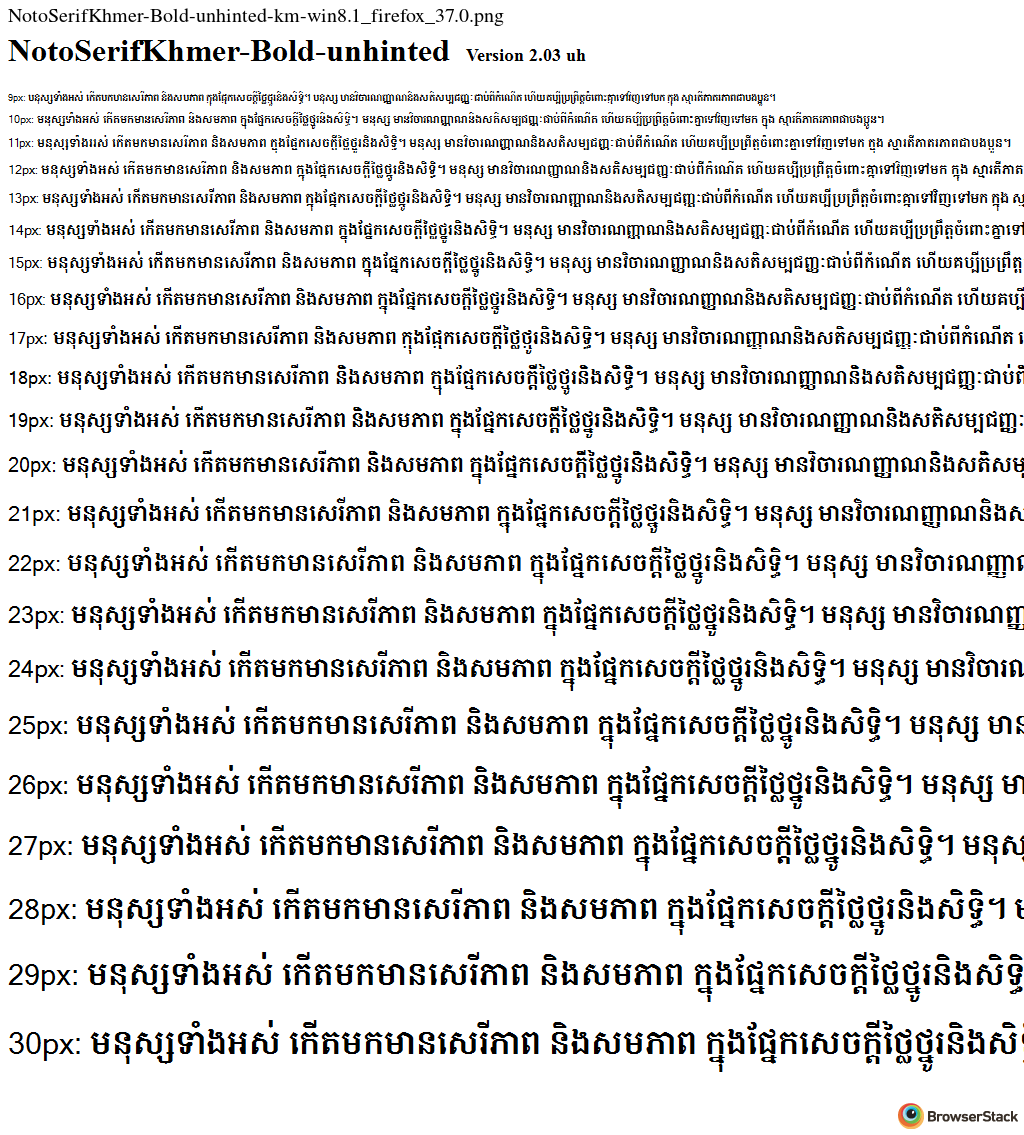 NotoSerifKhmer-Bold-unhinted-km-win8.1_firefox_37.0.png
NotoSerifKhmer-Bold-unhinted Version 2.03 uh
9px: មនុស្សទាំងអស់ កើតមកមានសេរីភាព និងសមភាព ក្នុងផ្នែកសេចក្ដីថ្លៃថ្នូរនិងសិទ្ធិ។ មនុស្ស មានវិចារណញ្ញាណនិងសតិសម្បជញ្ញៈជាប់ពីកំណើត ហើយគប្បីប្រព្រឹត្ដចំពោះគ្នាទៅវិញទៅមក ក្នុង ស្មារតីភាតរភាពជាបងប្អូន។
10px: មនុស្សទាំងអស់ កើតមកមានសេរីភាព និងសមភាព ក្នុងផ្នែកសេចក្ដីថ្លៃថ្នូរនិងសិទ្ធិ។ មនុស្ស មានវិចារណញ្ញាណនិងសតិសម្បជញ្ញៈជាប់ពីកំណើត ហើយគប្បីប្រព្រឹត្ដចំពោះគ្នាទៅវិញទៅមក ក្នុង ស្មារតីភាតរភាពជាបងប្អូន។
11px: មនុស្សទាំងអស់ កើតមកមានសេរីភាព និងសមភាព ក្នុងផ្នែកសេចក្ដីថ្លៃថ្នូរនិងសិទ្ធិ។ មនុស្ស មានវិចារណញ្ញាណនិងសតិសម្បជញ្ញៈជាប់ពីកំណើត ហើយគប្បីប្រព្រឹត្ដចំពោះគ្នាទៅវិញទៅមក ក្នុង ស្មារតីភាតរភាពជាបងប្អូន។
12px: មនុស្សទាំងអស់ កើតមកមានសេរីភាព និងសមភាព ក្នុងផ្នែកសេចក្ដីថ្លៃថ្នូរនិងសិទ្ធិ។ មនុស្ស មានវិចារណញ្ញាណនិងសតិសម្បជញ្ញៈជាប់ពីកំណើត ហើយគប្បីប្រព្រឹត្ដចំពោះគ្នាទៅវិញទៅមក ក្នុង ស្មារតីភាត
13px: មនុស្សទាំងអស់ កើតមកមានសេរីភាព និងសមភាព ក្នុងផ្នែកសេចក្ដីថ្លៃថ្នូរនិងសិទ្ធិ។ មនុស្ស មានវិចារណញ្ញាណនិងសតិសម្បជញ្ញៈជាប់ពីកំណើត ហើយគប្បីប្រព្រឹត្ដចំពោះគ្នាទៅវិញទៅមក ក្នុង ស្ម
14px: មនុស្សទាំងអស់ កើតមកមានសេរីភាព និងសមភាព ក្នុងផ្នែកសេចក្ដីថ្លៃថ្នូរនិងសិទ្ធិ។ មនុស្ស មានវិចារណញ្ញាណនិងសតិសម្បជញ្ញៈជាប់ពីកំណើត ហើយគប្បីប្រព្រឹត្ដចំពោះគ្នាទៅ
15px: មនុស្សទាំងអស់ កើតមកមានសេរីភាព និងសមភាព ក្នុងផ្នែកសេចក្ដីថ្លៃថ្នូរនិងសិទ្ធិ។ មនុស្ស មានវិចារណញ្ញាណនិងសតិសម្បជញ្ញៈជាប់ពីកំណើត ហើយគប្បីប្រព្រឹត្ដ
16px: មនុស្សទាំងអស់ កើតមកមានសេរីភាព និងសមភាព ក្នុងផ្នែកសេចក្ដីថ្លៃថ្នូរនិងសិទ្ធិ។ មនុស្ស មានវិចារណញ្ញាណនិងសតិសម្បជញ្ញៈជាប់ពីកំណើត ហើយគប្បី
17px: មនុស្សទាំងអស់ កើតមកមានសេរីភាព និងសមភាព ក្នុងផ្នែកសេចក្ដីថ្លៃថ្នូរនិងសិទ្ធិ។ មនុស្ស មានវិចារណញ្ញាណនិងសតិសម្បជញ្ញៈជាប់ពីកំណើត
18px: មនុស្សទាំងអស់ កើតមកមានសេរីភាព និងសមភាព ក្នុងផ្នែកសេចក្ដីថ្លៃថ្នូរនិងសិទ្ធិ។ មនុស្ស មានវិចារណញ្ញាណនិងសតិសម្បជញ្ញៈជាប់ពី
19px: មនុស្សទាំងអស់ កើតមកមានសេរីភាព និងសមភាព ក្នុងផ្នែកសេចក្ដីថ្លៃថ្នូរនិងសិទ្ធិ។ មនុស្ស មានវិចារណញ្ញាណនិងសតិសម្បជញ្ញៈ
20px: មនុស្សទាំងអស់ កើតមកមានសេរីភាព និងសមភាព ក្នុងផ្នែកសេចក្ដីថ្លៃថ្នូរនិងសិទ្ធិ។ មនុស្ស មានវិចារណញ្ញាណនិងសតិសម
21px: មនុស្សទាំងអស់ កើតមកមានសេរីភាព និងសមភាព ក្នុងផ្នែកសេចក្ដីថ្លៃថ្នូរនិងសិទ្ធិ។ មនុស្ស មានវិចារណញ្ញាណនិងស
22px: មនុស្សទាំងអស់ កើតមកមានសេរីភាព និងសមភាព ក្នុងផ្នែកសេចក្ដីថ្លៃថ្នូរនិងសិទ្ធិ។ មនុស្ស មានវិចារណញ្ញាណ
23px: មនុស្សទាំងអស់ កើតមកមានសេរីភាព និងសមភាព ក្នុងផ្នែកសេចក្ដីថ្លៃថ្នូរនិងសិទ្ធិ។ មនុស្ស មានវិចារណញ្ញ
24px: មនុស្សទាំងអស់ កើតមកមានសេរីភាព និងសមភាព ក្នុងផ្នែកសេចក្ដីថ្លៃថ្នូរនិងសិទ្ធិ។ មនុស្ស មានវិចារណ
25px: មនុស្សទាំងអស់ កើតមកមានសេរីភាព និងសមភាព ក្នុងផ្នែកសេចក្ដីថ្លៃថ្នូរនិងសិទ្ធិ។ មនុស្ស មាន
26px: មនុស្សទាំងអស់ កើតមកមានសេរីភាព និងសមភាព ក្នុងផ្នែកសេចក្ដីថ្លៃថ្នូរនិងសិទ្ធិ។ មនុស្ស មា
27px: មនុស្សទាំងអស់ កើតមកមានសេរីភាព និងសមភាព ក្នុងផ្នែកសេចក្ដីថ្លៃថ្នូរនិងសិទ្ធិ។ មនុស្ស
28px: មនុស្សទាំងអស់ កើតមកមានសេរីភាព និងសមភាព ក្នុងផ្នែកសេចក្ដីថ្លៃថ្នូរនិងសិទ្ធិ។ ម
29px: មនុស្សទាំងអស់ កើតមកមានសេរីភាព និងសមភាព ក្នុងផ្នែកសេចក្ដីថ្លៃថ្នូរនិងសិទ្ធិ
30px: មនុស្សទាំងអស់ កើតមកមានសេរីភាព និងសមភាព ក្នុងផ្នែកសេចក្ដីថ្លៃថ្នូរនិងសិ
BrowserStack